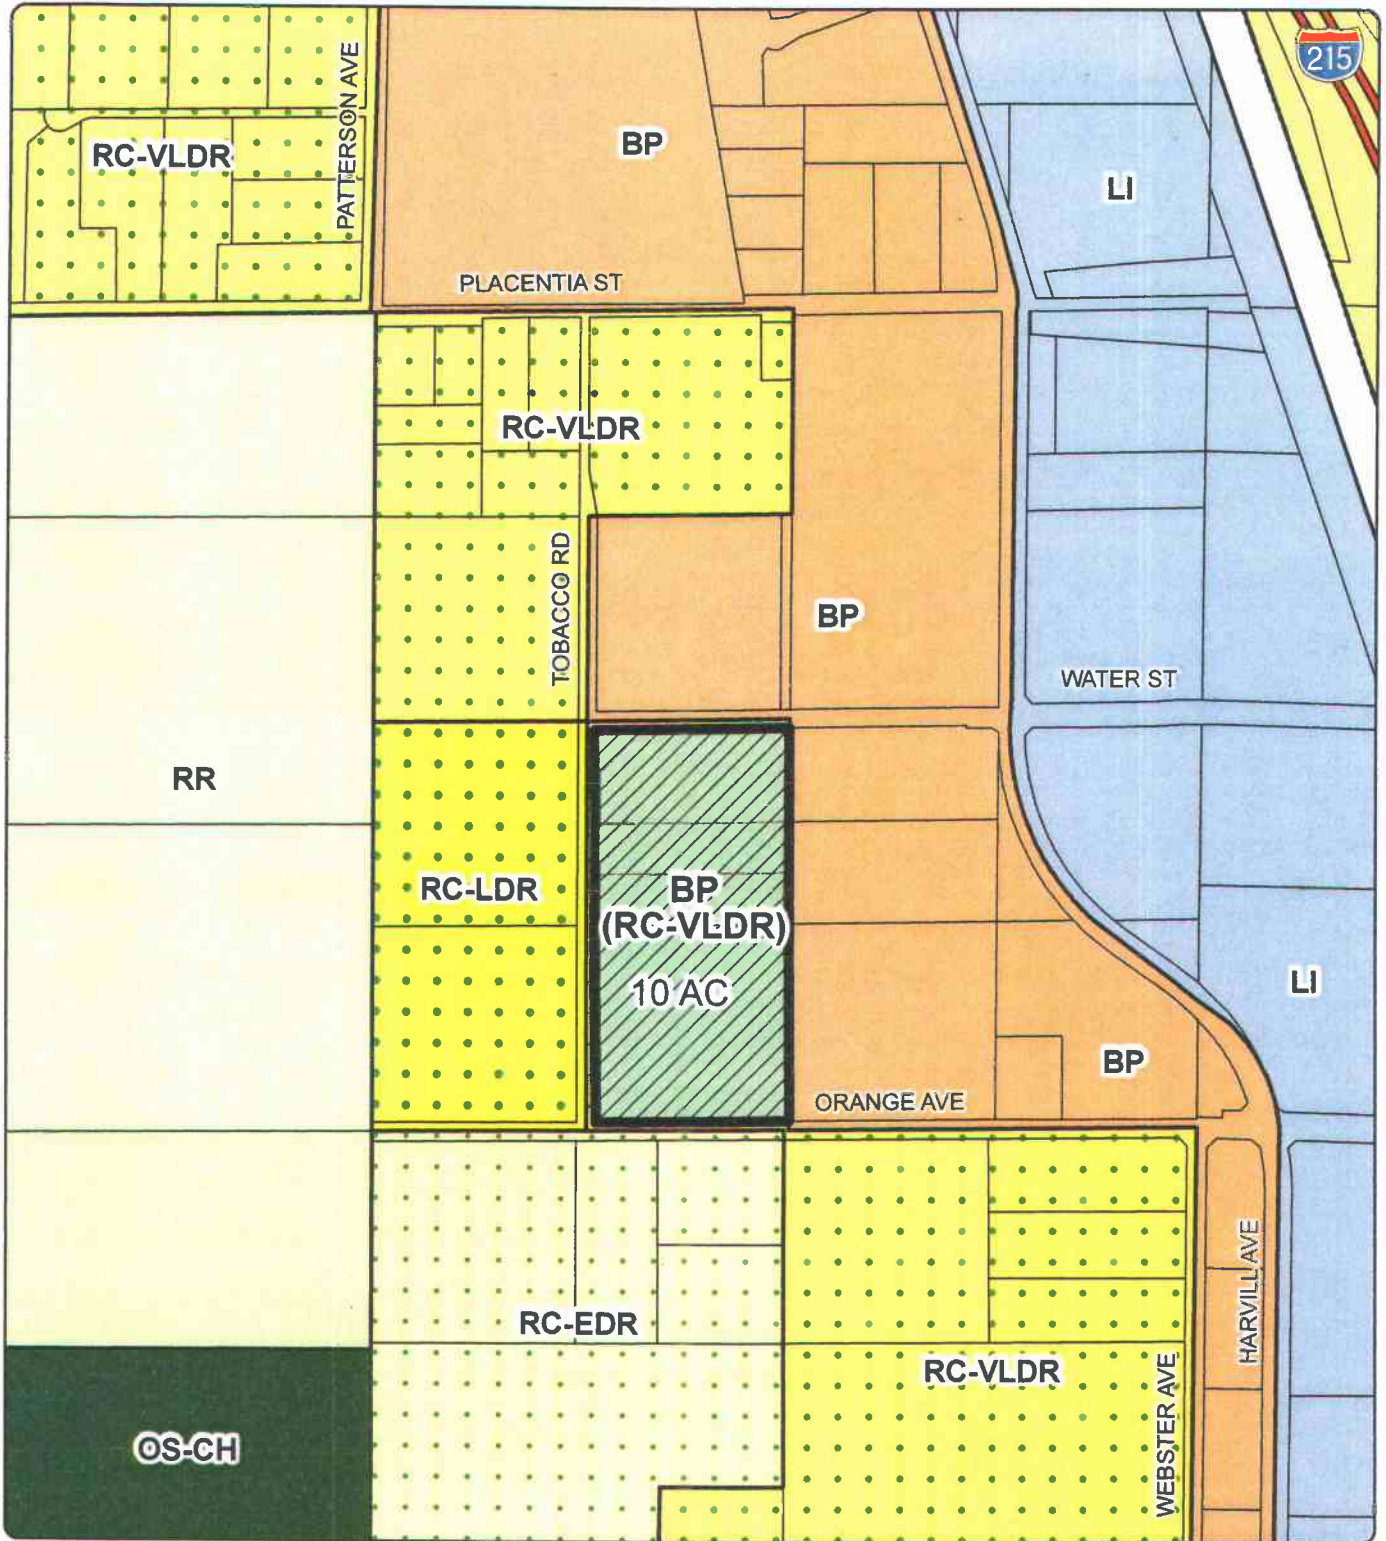 215
PATTERSON AVE
RC-VLDR
BP
LI
PLACENTIA ST
RC-VLDR
TOBACCO RD
BP
WATER ST
RR
RC-LDR
BP
(RC-VLDR)
10 AC
LI
BP
ORANGE AVE
RC-EDR
RC-VLDR
HARVILL AVE
WEBSTER AVE
OS-CH